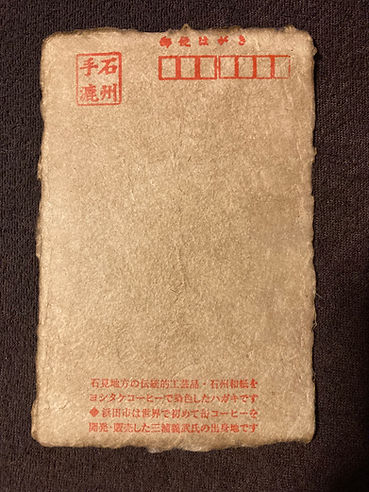 郵便はがき
石州
手漉
石見地方の伝統的工芸品・石州和紙を
ヨシタケコーヒーで染色したハガキです
◆浜田市は世界で初めて缶コーヒーを
開発・販売した三浦義武氏の出身地です